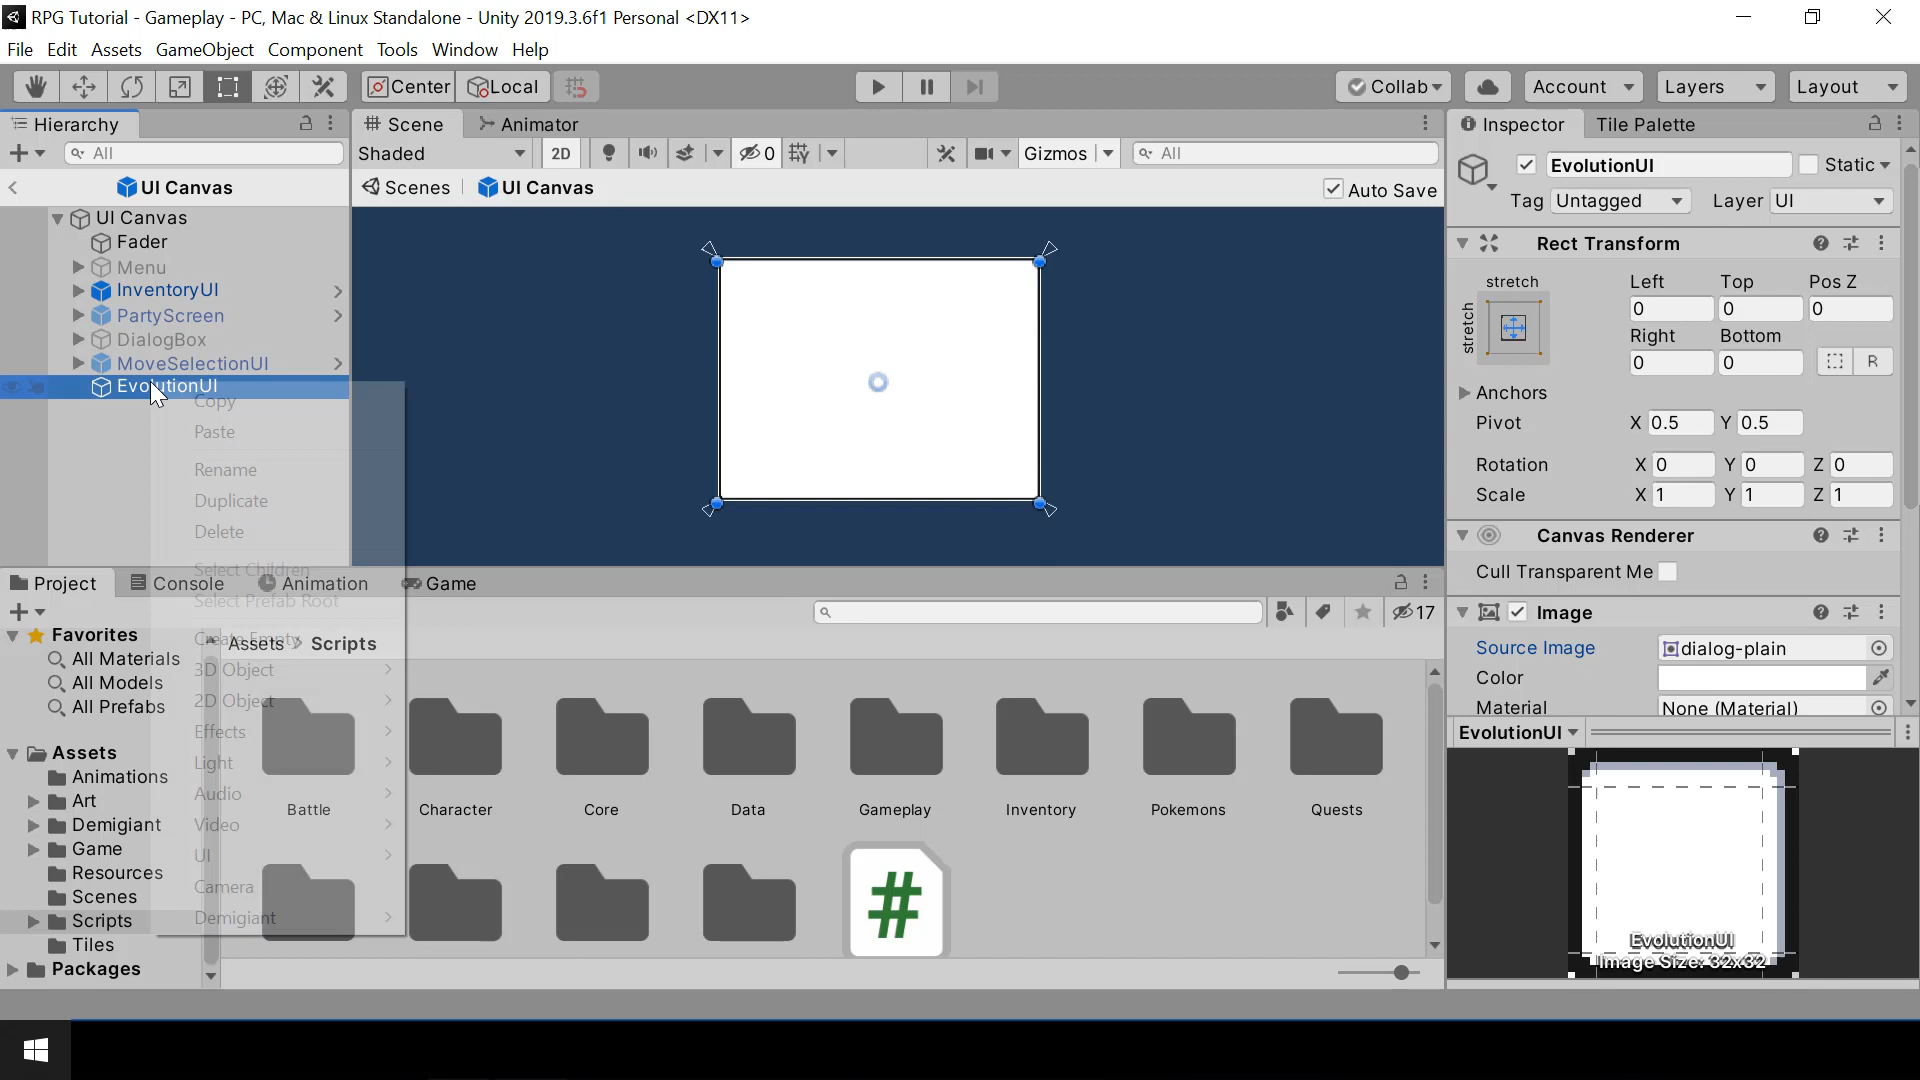 RPG Tutorial - Gameplay - PC, Mac & Linux Standalone - Unity 2019.3.6f1 Personal <DX11>
File Edit Assets GameObject Component Tools Window Help
Center Local Collab Account Layers Layout
Hierarchy
All
UI Canvas
UI Canvas
Fader
Menu
InventoryUI
PartyScreen
DialogBox
MoveSelectionUI
EvolutionUI
Copy
Paste
Rename
Duplicate
Delete
Select Children
Select Prefab Root
Create Empty
3D Object
2D Object
Effects
Light
Audio
Video
UI
Camera
Demigiant
Scene Animator
Shaded 2D 0 Gizmos All
Scenes UI Canvas Auto Save
Project Console Animation Game
17
Favorites
All Materials
All Models
All Prefabs
Assets
Animations
Art
Demigiant
Game
Resources
Scenes
Scripts
Tiles
Packages
Assets Scripts
Battle Character Core Data Gameplay Inventory Pokemons Quests
#
Inspector Tile Palette
EvolutionUI Static
Tag Untagged Layer UI
Rect Transform
stretch
stretch
Left Top Pos Z
0 0 0
Right Bottom
0 0 R
Anchors
Pivot X 0.5 Y 0.5
Rotation X 0 Y 0 Z 0
Scale X 1 Y 1 Z 1
Canvas Renderer
Cull Transparent Me
Image
Source Image dialog-plain
Color
Material None (Material)
EvolutionUI
EvolutionUI
Image Size: 32x32